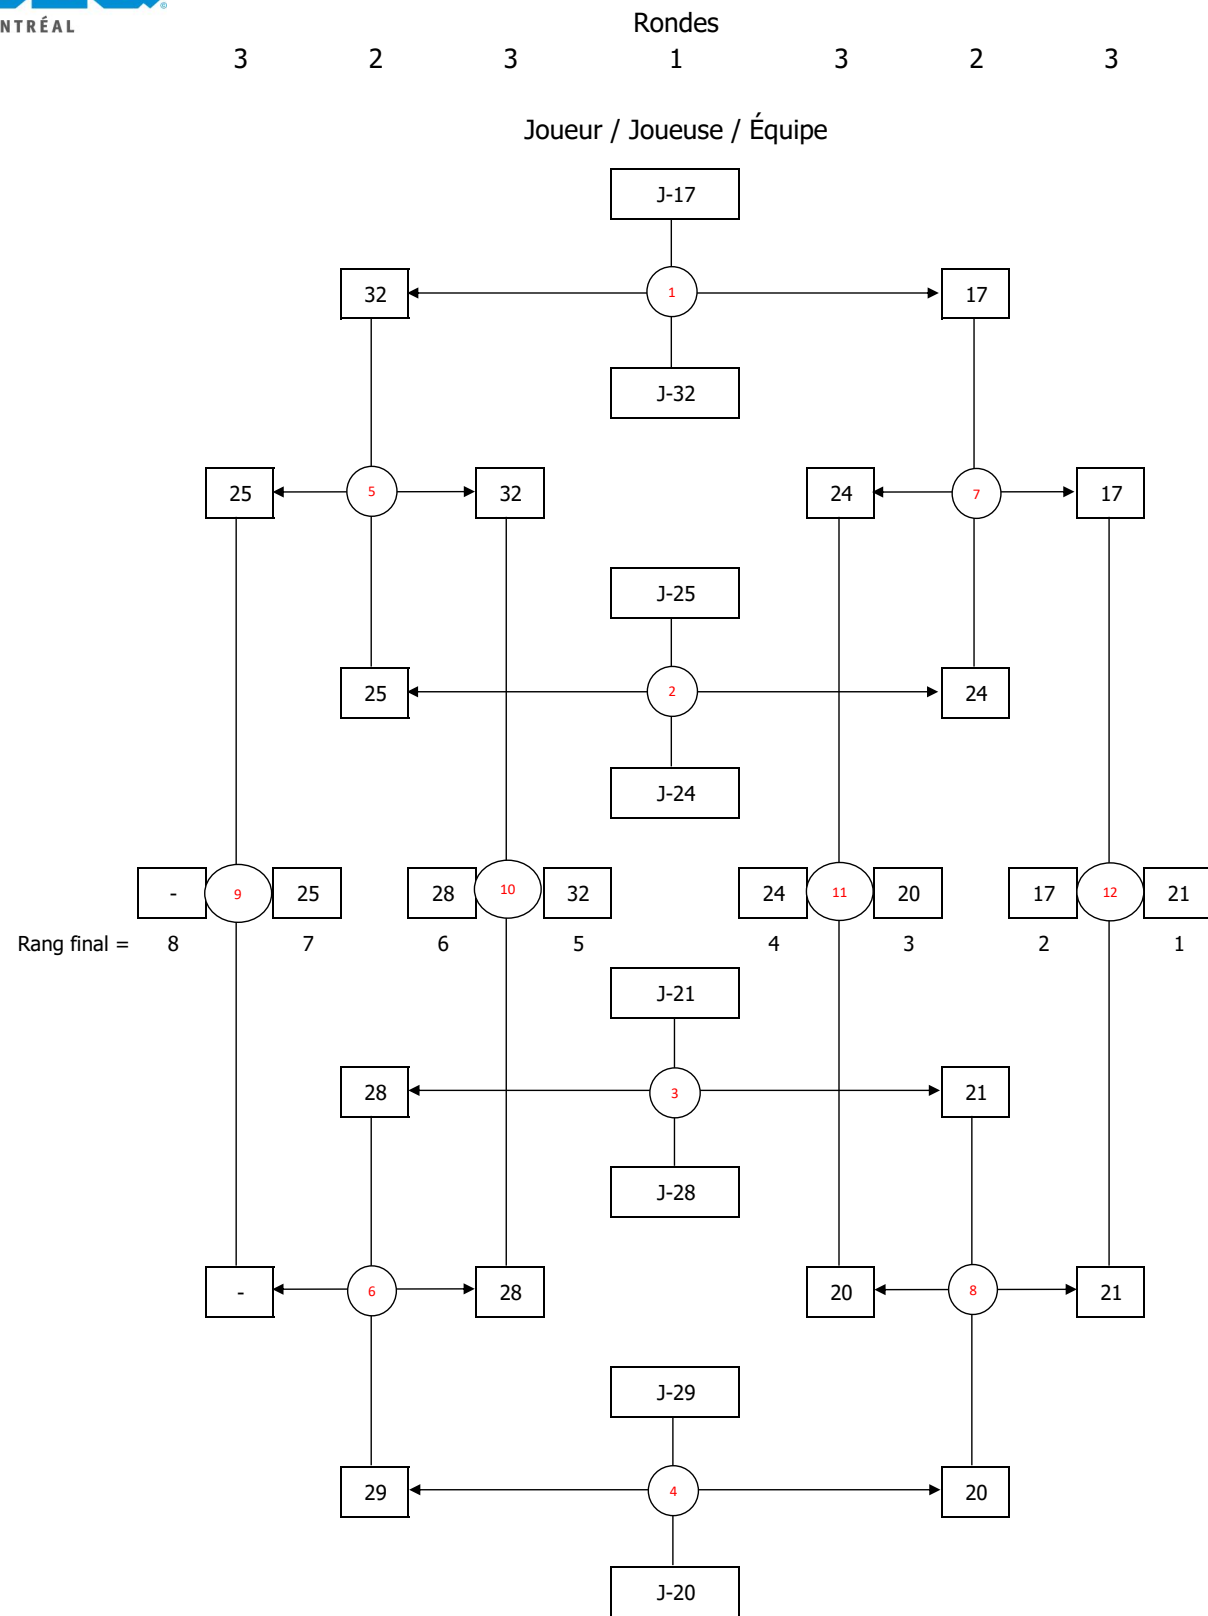 NTRÉAL
Rondes
3 2 3 1 3 2 3
Joueur / Joueuse / Équipe
J-17
32 1 17
J-32
25 5 32 24 7 17
J-25
25 2 24
J-24
- 9 25 28 10 32 24 11 20 17 12 21
Rang final = 8 7 6 5 4 3 2 1
J-21
28 3 21
J-28
- 6 28 20 8 21
J-29
29 4 20
J-20